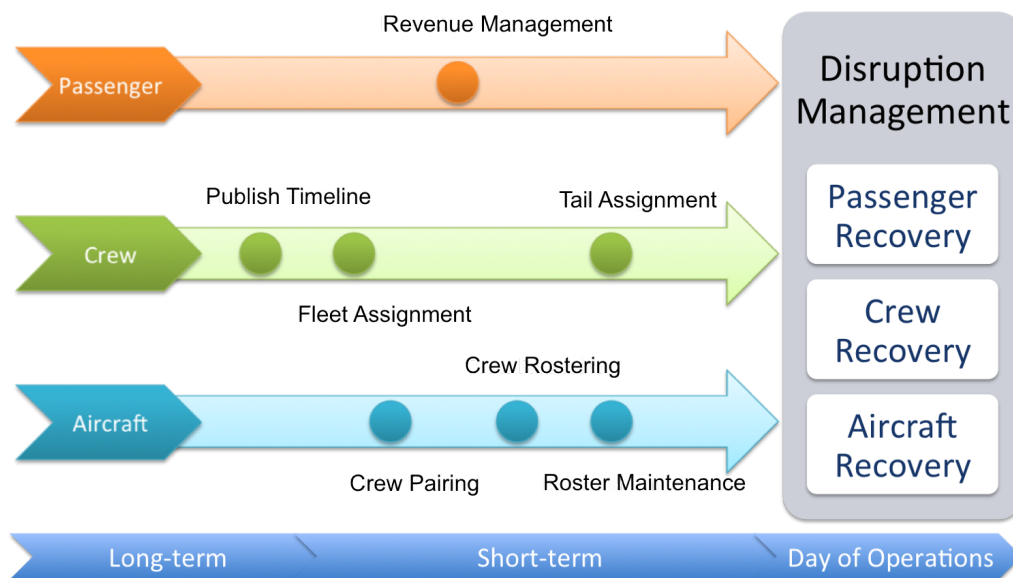 Revenue Management
Passenger
Disruption
Management
Publish Timeline
Tail Assignment
Passenger
Recovery
Crew
Fleet Assignment
Crew
Recovery
Crew Rostering
Aircraft
Aircraft
Recovery
Crew Pairing
Roster Maintenance
Long-term
Short-term
Day of Operations